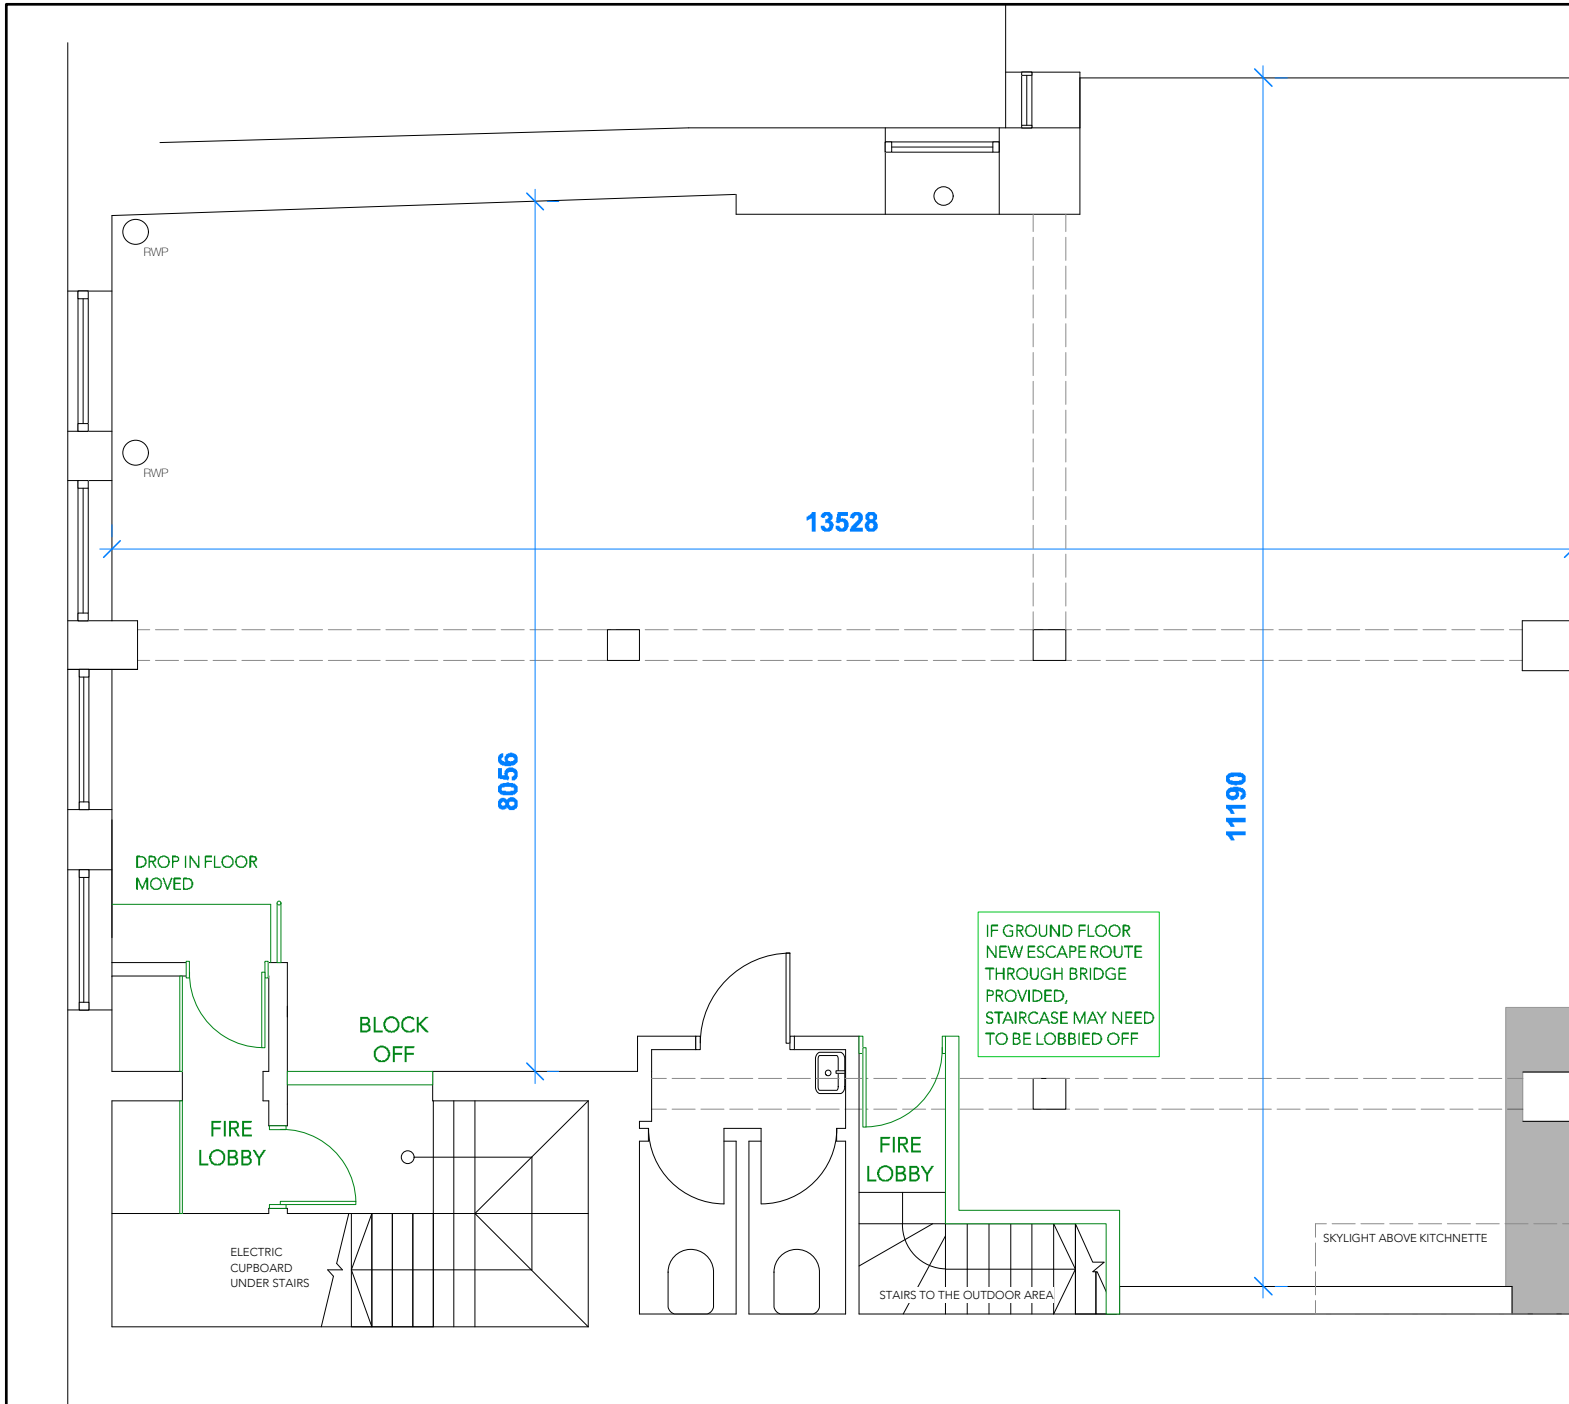 RWP
RWP
13528
8056
11190
DROP IN FLOOR
MOVED
IF GROUND FLOOR
NEW ESCAPE ROUTE
THROUGH BRIDGE
PROVIDED,
STAIRCASE MAY NEED
TO BE LOBBIED OFF
BLOCK
OFF
FIRE
LOBBY
FIRE
LOBBY
ELECTRIC
CUPBOARD
UNDER STAIRS
SKYLIGHT ABOVE KITCHNETTE
STAIRS TO THE OUTDOOR AREA